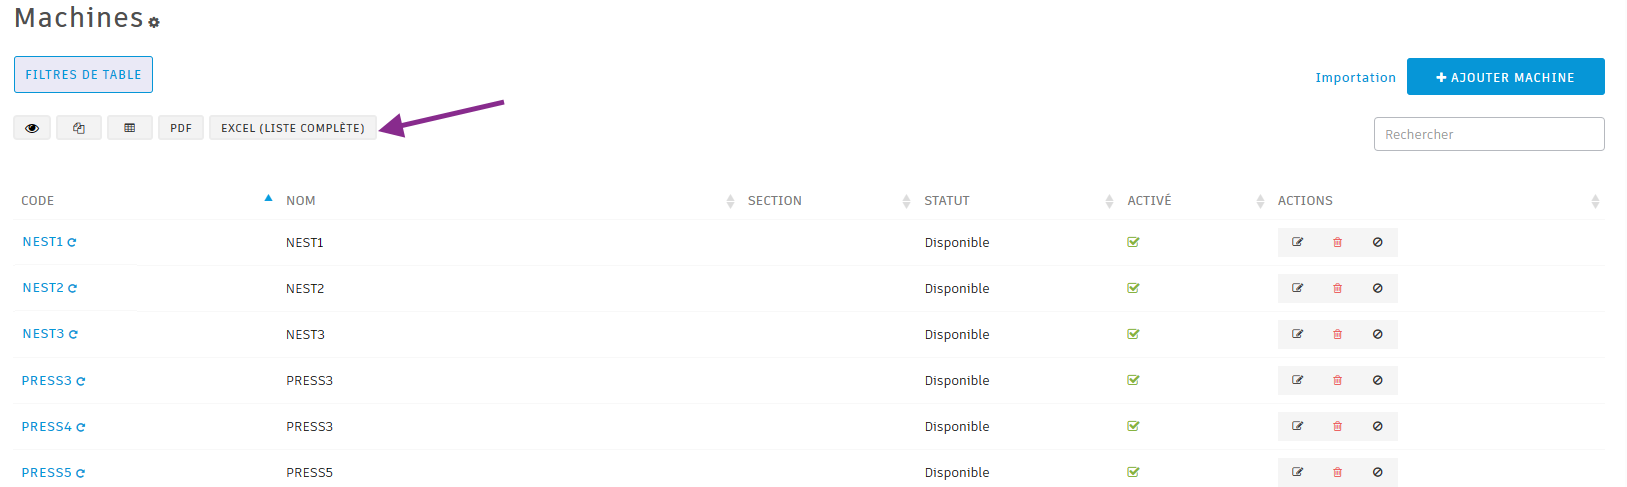 Machines
FILTRES DE TABLE
Importation
AJOUTER MACHINE
PDF
EXCEL (LISTE COMPLÈTE)
Rechercher
CODE NOM SECTION STATUT ACTIVÉ ACTIONS
NEST1 NEST1 Disponible
NEST2 NEST2 Disponible
NEST3 NEST3 Disponible
PRESS3 PRESS3 Disponible
PRESS4 PRESS3 Disponible
PRESS5 PRESS5 Disponible